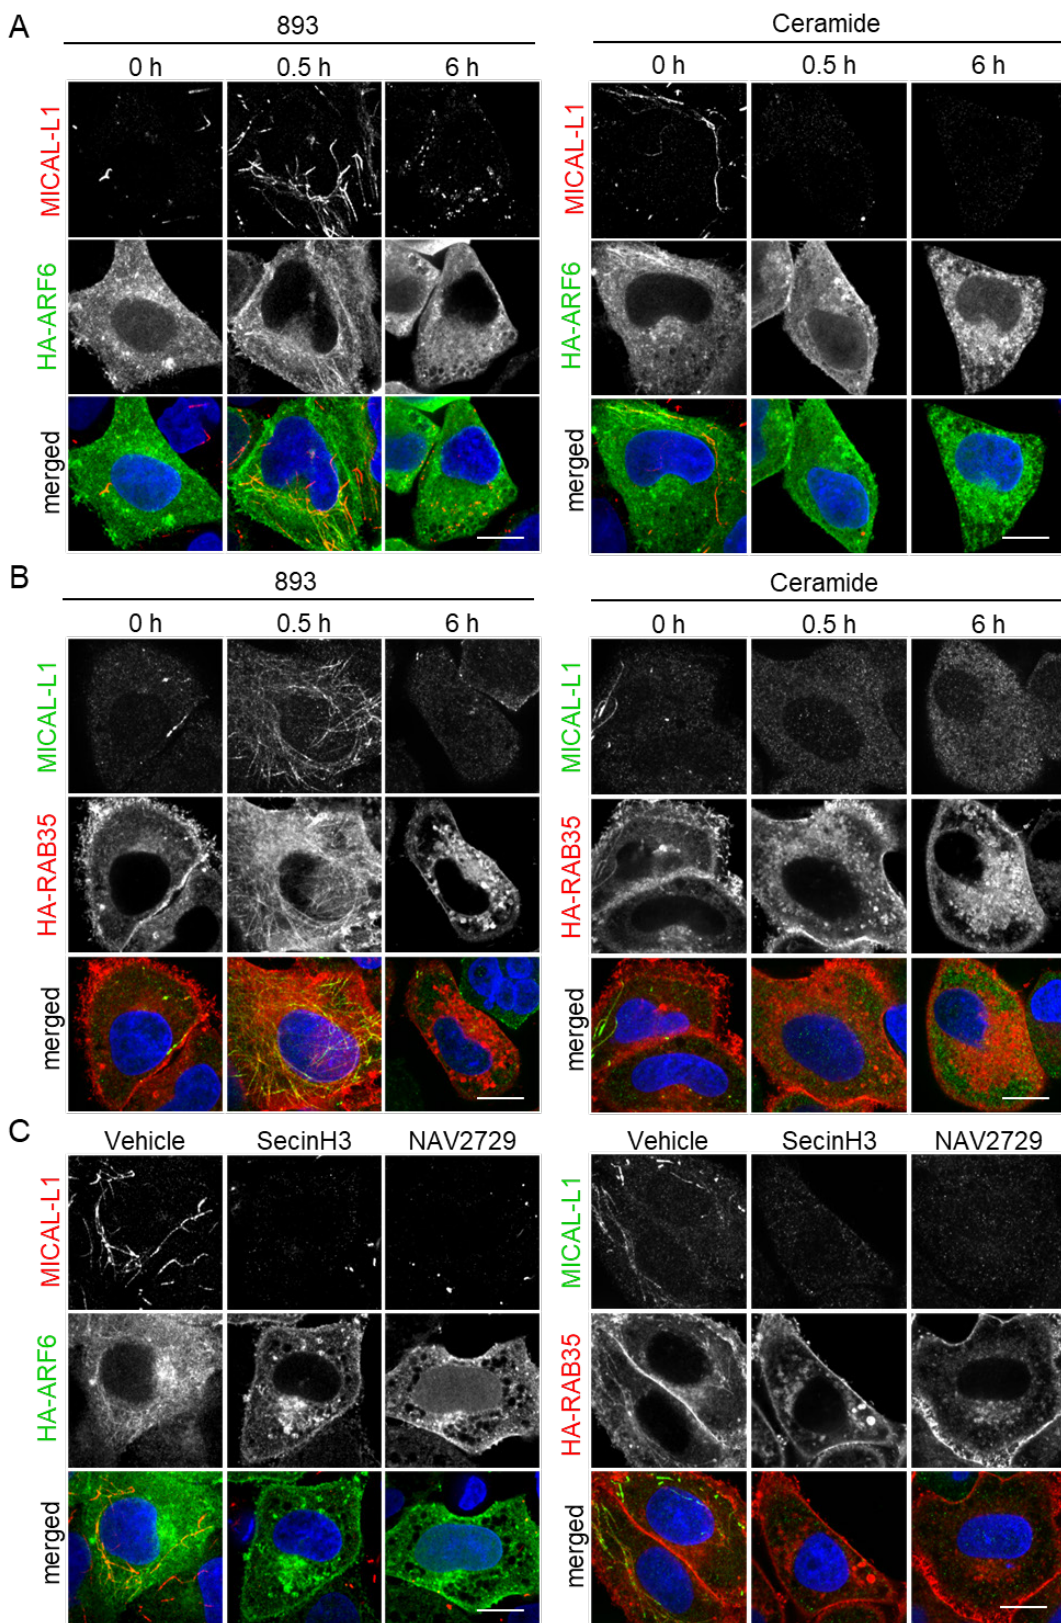 A
893
Ceramide
0 h 0.5 h 6 h
0 h 0.5 h 6 h
MICAL-L1
MICAL-L1
HA-ARF6
HA-ARF6
merged
merged
B
893
Ceramide
0 h 0.5 h 6 h
0 h 0.5 h 6 h
MICAL-L1
MICAL-L1
HA-RAB35
HA-RAB35
merged
merged
C
Vehicle SecinH3 NAV2729
Vehicle SecinH3 NAV2729
MICAL-L1
MICAL-L1
HA-ARF6
HA-RAB35
merged
merged